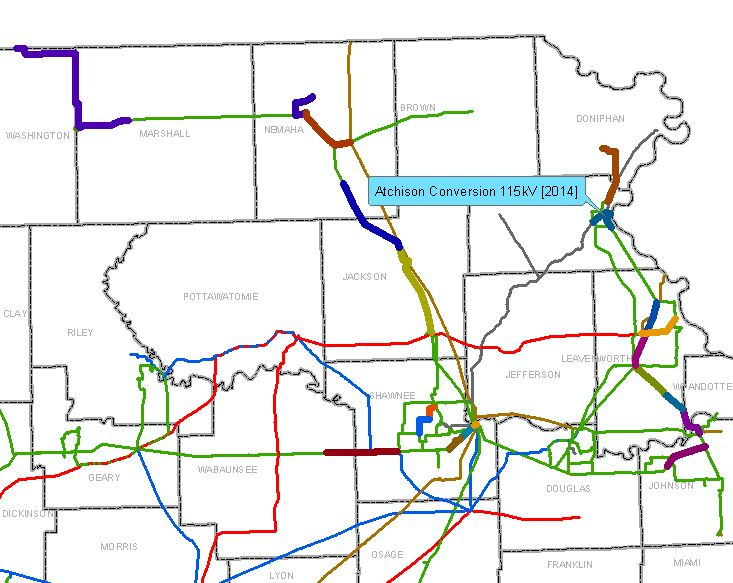 BROWN
DONIPHAN
WASHINGTON
MARSHALL
NEMAHA
Atchison Conversion 115kV [2014]
JACKSON
POTTAWATOMIE
CLAY
RILEY
LEAVENWORTH
JEFFERSON
WYANDOTTE
SHAWNEE
WABAUNSEE
GEARY
DOUGLAS
JOHNSON
DICKINSON
MORRIS
OSAGE
FRANKLIN
MIAMI
LYON